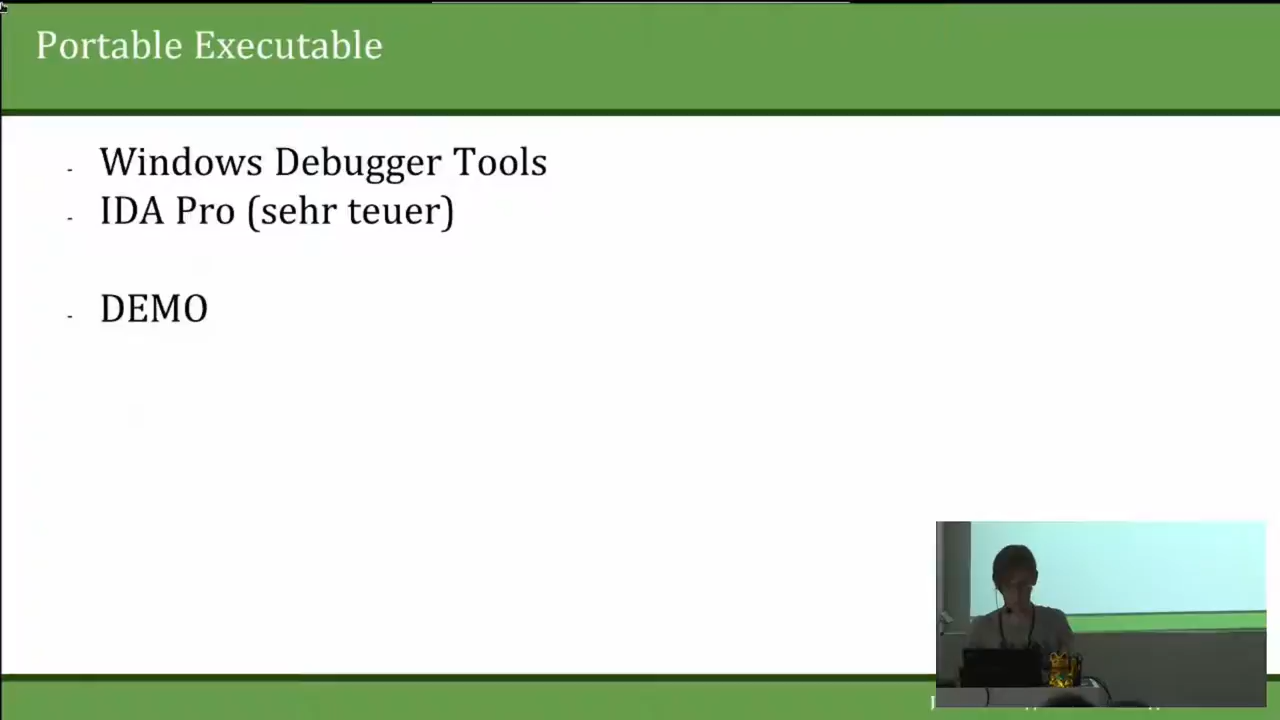 Portable Executable
- Windows Debugger Tools
- IDA Pro (sehr teuer)
- DEMO